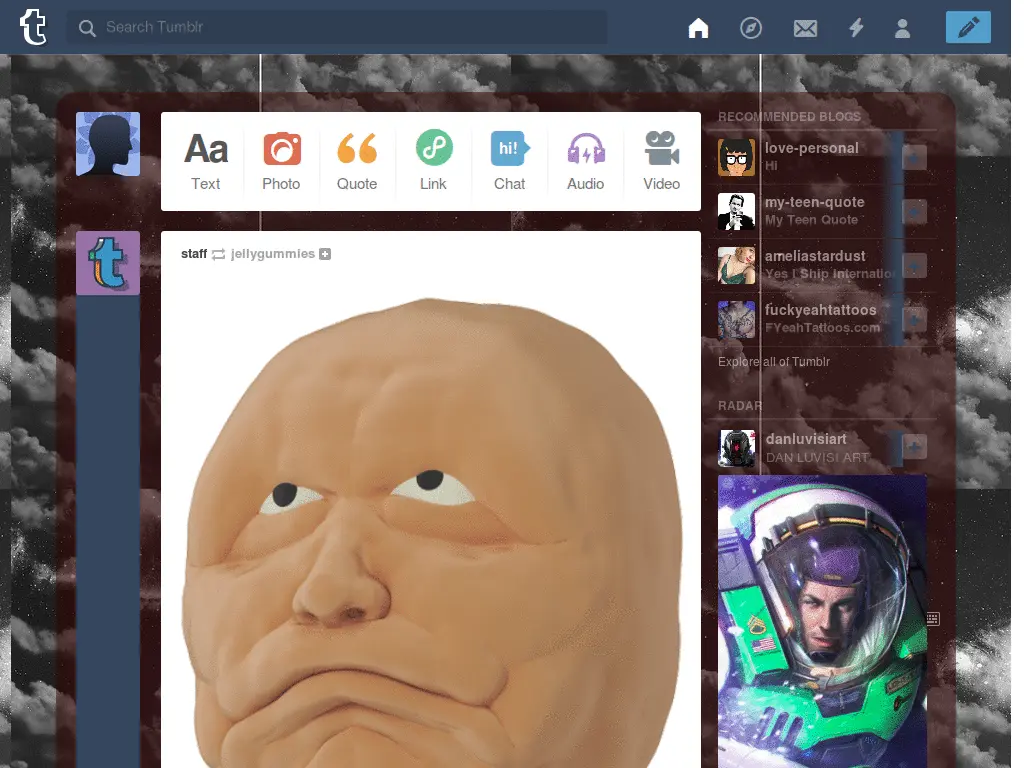 Search Tumblr
Aa
hi!
Text
Photo
Quote
Link
Chat
Audio
Video
staff jellygummies
RECOMMENDED BLOGS
love-personal
Hi
my-teen-quote
My Teen Quote
ameliastardust
Yes I Ship Internatio
fuckyeahtattoos
FYeahTattoos.com
Explore all of Tumblr
RADAR
danluvisiart
DAN LUVISI ART